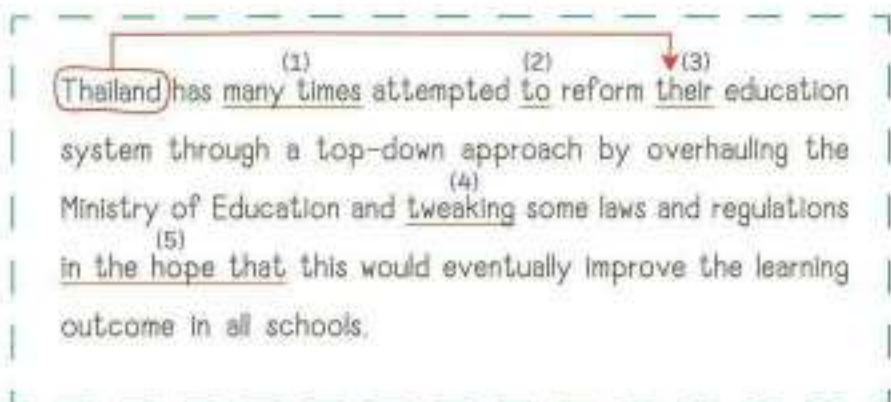 (1) (2) (3)
Thailand has many times attempted to reform their education
system through a top-down approach by overhauling the
(4)
Ministry of Education and tweaking some laws and regulations
(5)
in the hope that this would eventually improve the learning
outcome in all schools.